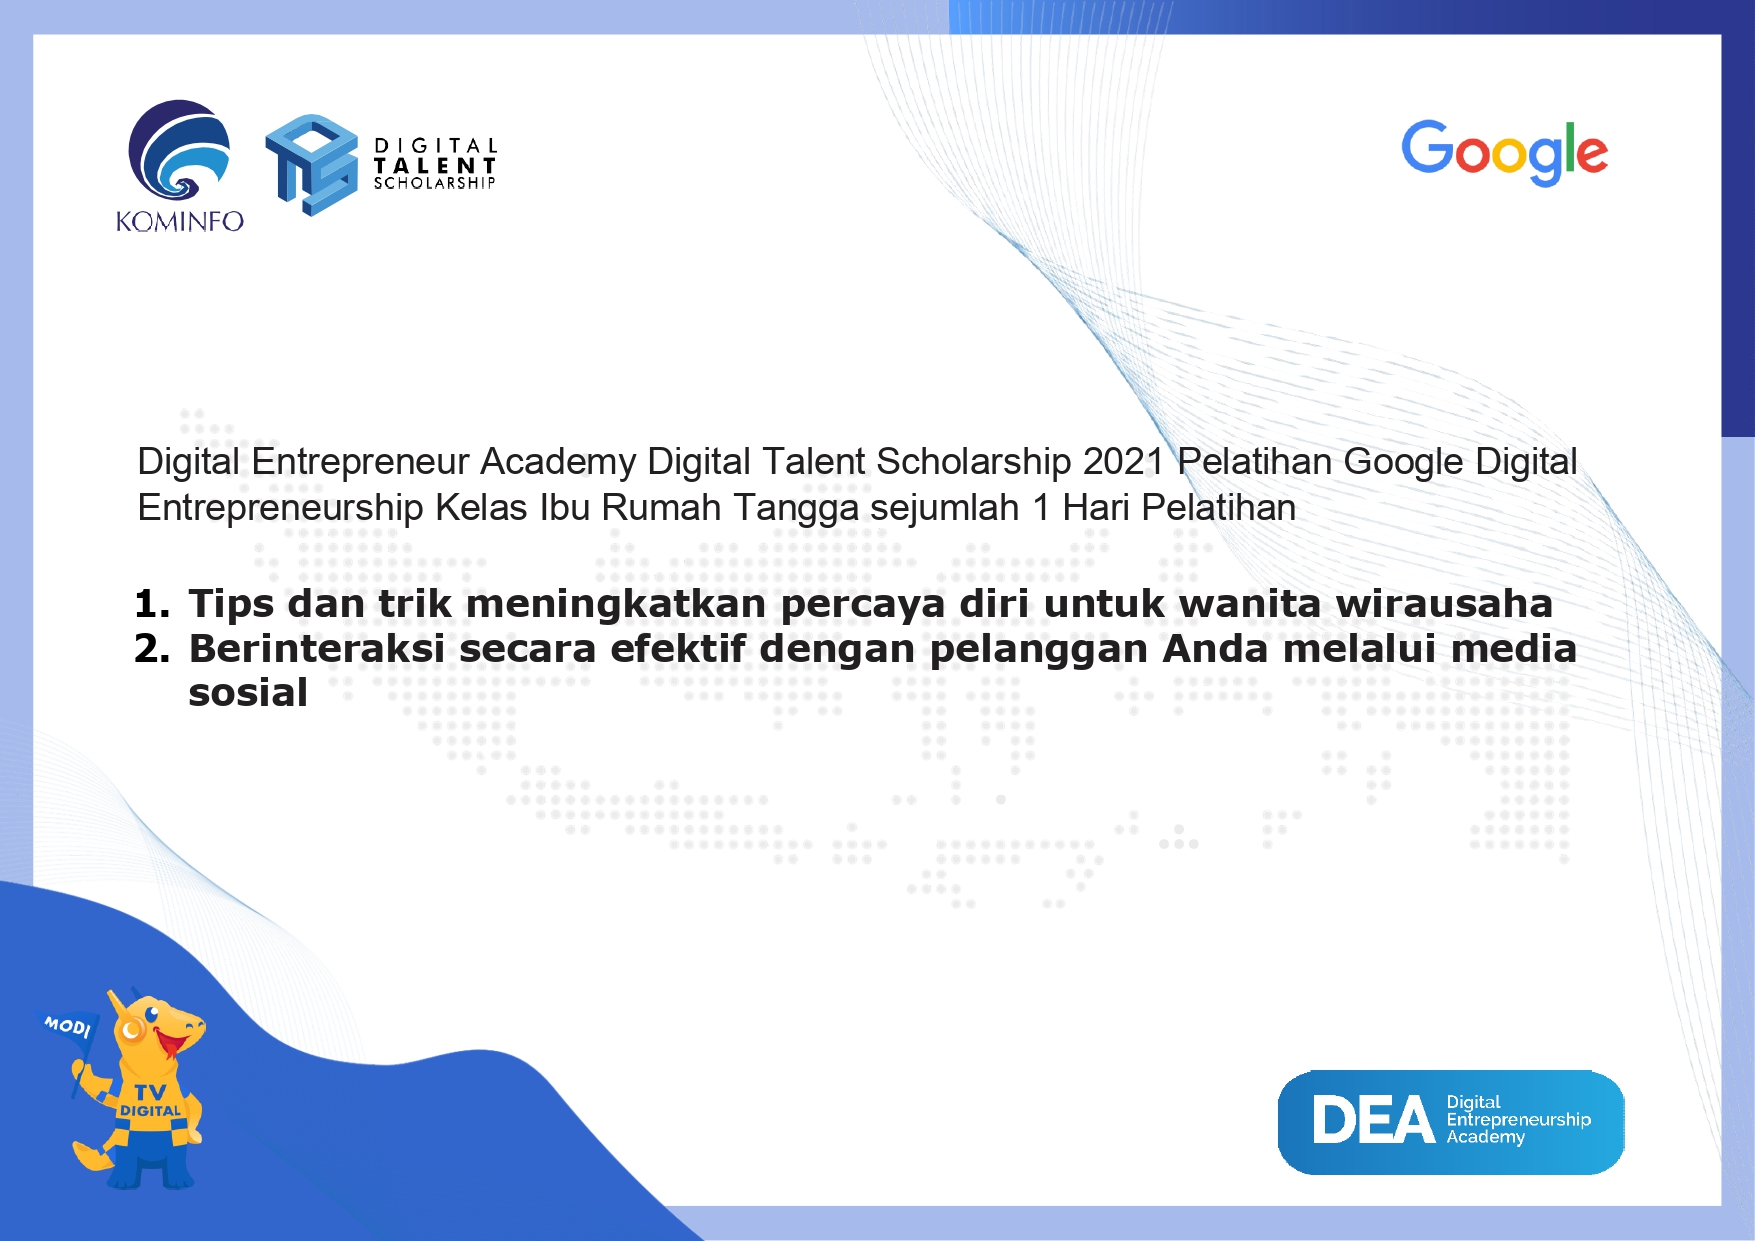 KOMINFO
DIGITAL
TALENT
SCHOLARSHIP
Google
Digital Entrepreneur Academy Digital Talent Scholarship 2021 Pelatihan Google Digital
Entrepreneurship Kelas Ibu Rumah Tangga sejumlah 1 Hari Pelatihan
1. Tips dan trik meningkatkan percaya diri untuk wanita wirausaha
2. Berinteraksi secara efektif dengan pelanggan Anda melalui media
sosial
MODI
TV
DIGITAL
DEA
Digital
Entrepreneurship
Academy